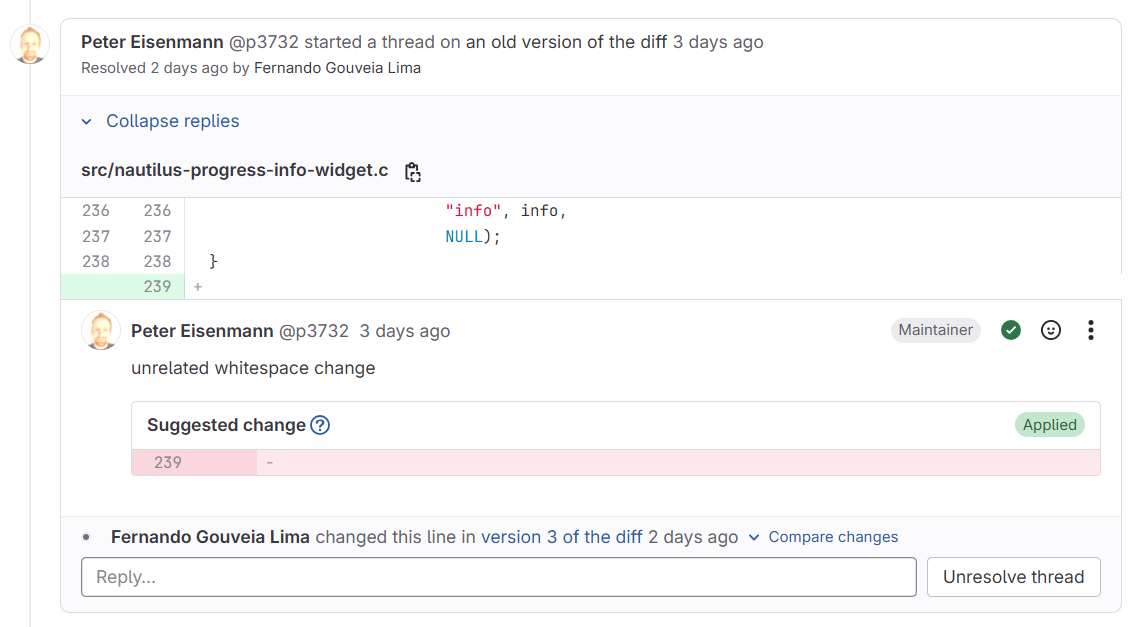 Peter Eisenmann @p3732 started a thread on an old version of the diff 3 days ago
Resolved 2 days ago by Fernando Gouveia Lima
Collapse replies
src/nautilus-progress-info-widget.c
236 236 "info", info,
237 237 NULL);
238 238 }
239 +
Peter Eisenmann @p3732 3 days ago Maintainer
unrelated whitespace change
Suggested change Applied
239 -
Fernando Gouveia Lima changed this line in version 3 of the diff 2 days ago Compare changes
Reply... Unresolve thread